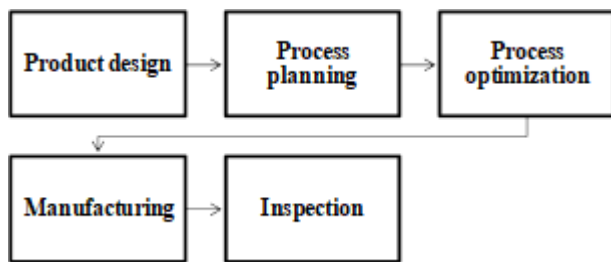 Product design
Process
planning
Process
optimization
Manufacturing
Inspection